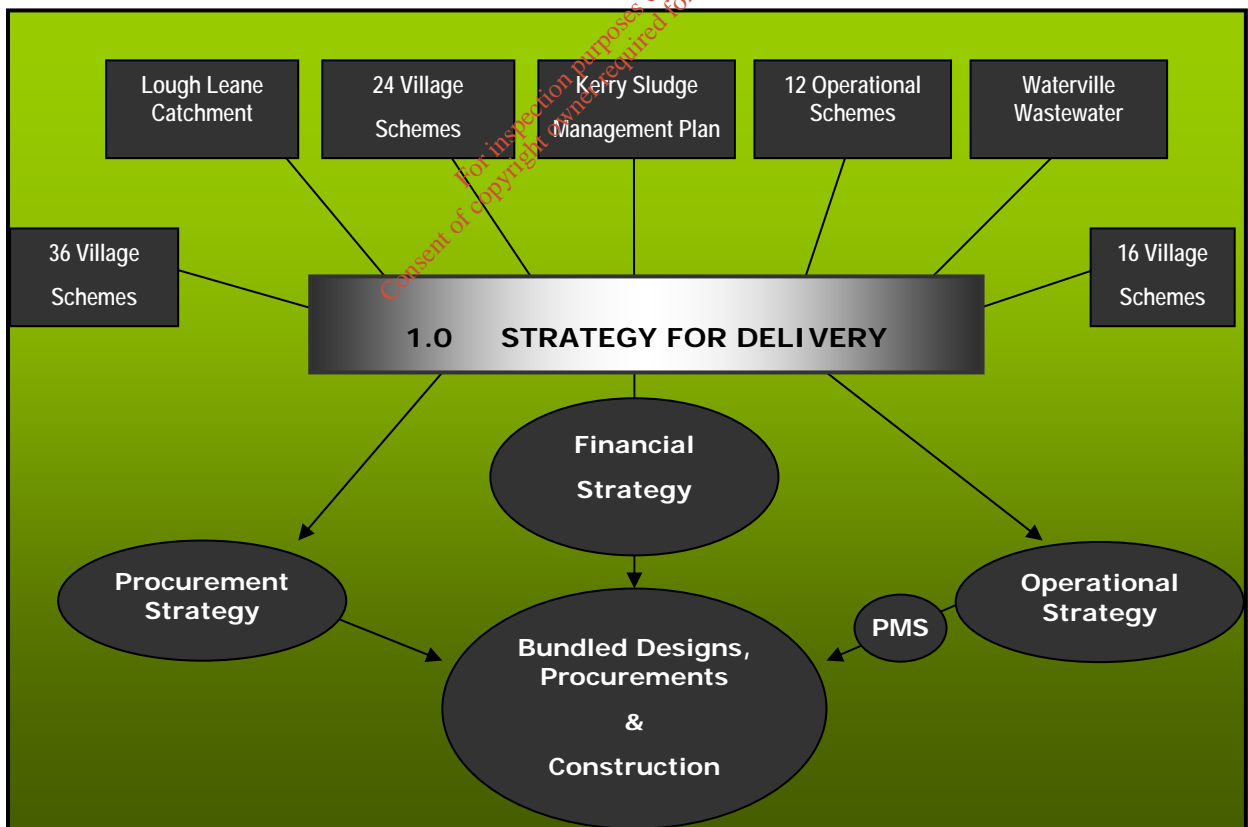 For inspection purposes
Consent of copyright owner required for
Lough Leane
Catchment
24 Village
Schemes
Kerry Sludge
Management Plan
12 Operational
Schemes
Waterville
Wastewater
36 Village
Schemes
16 Village
Schemes
1.0 STRATEGY FOR DELIVERY
Financial
Strategy
Procurement
Strategy
PMS
Operational
Strategy
Bundled Designs,
Procurements
&
Construction